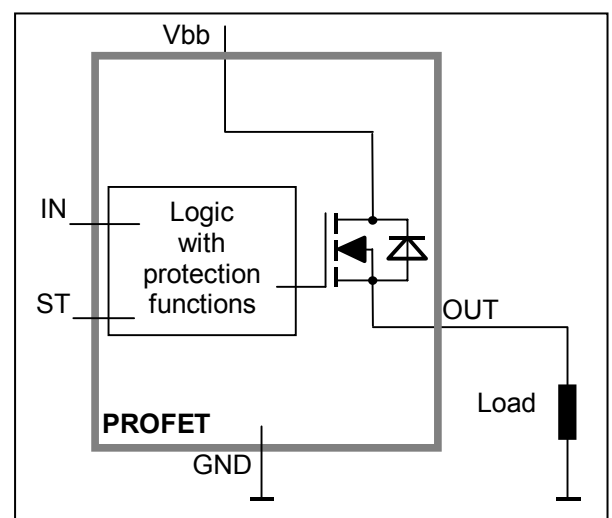 Vbb
IN
Logic
with
protection
functions
ST
OUT
Load
PROFET
GND